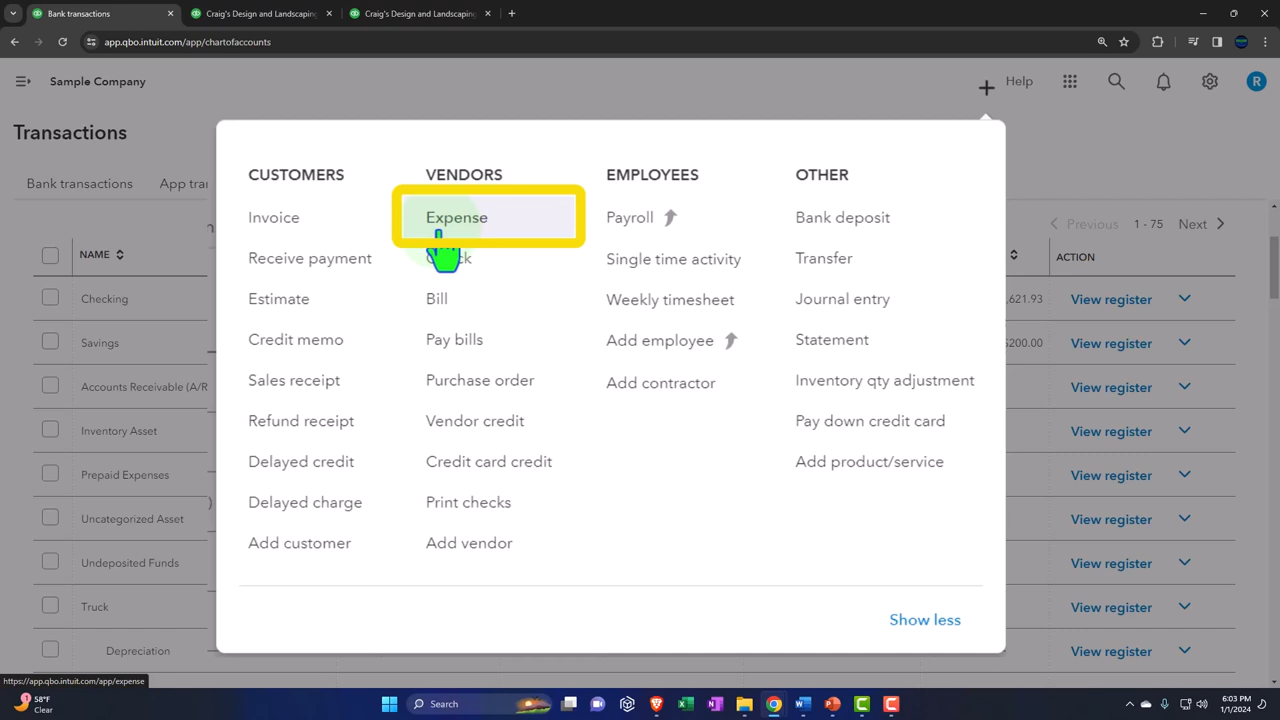 Bank transactions
Craig's Design and Landscaping
Craig's Design and Landscaping
app.qbo.intuit.com/app/chartofaccounts
Sample Company
Help
R
Transactions
Bank transactions
App tran
CUSTOMERS
Invoice
Receive payment
Estimate
Credit memo
Sales receipt
Refund receipt
Delayed credit
Delayed charge
Add customer
VENDORS
Expense
Bill
Pay bills
Purchase order
Vendor credit
Credit card credit
Print checks
Add vendor
EMPLOYEES
Payroll
Single time activity
Weekly timesheet
Add employee
Add contractor
OTHER
Bank deposit
Transfer
Journal entry
Statement
Inventory qty adjustment
Pay down credit card
Add product/service
Show less
Previous 1 - 75 Next
NAME
ACTION
Checking ,621.93 View register
Savings $200.00 View register
Accounts Receivable (A/R View register
Inventory Asset View register
Prepaid Expenses View register
Uncategorized Asset View register
Undeposited Funds View register
Truck View register
Depreciation View register
https://app.qbo.intuit.com/app/expense
58°F
Clear
Search
6:03 PM
1/1/2024